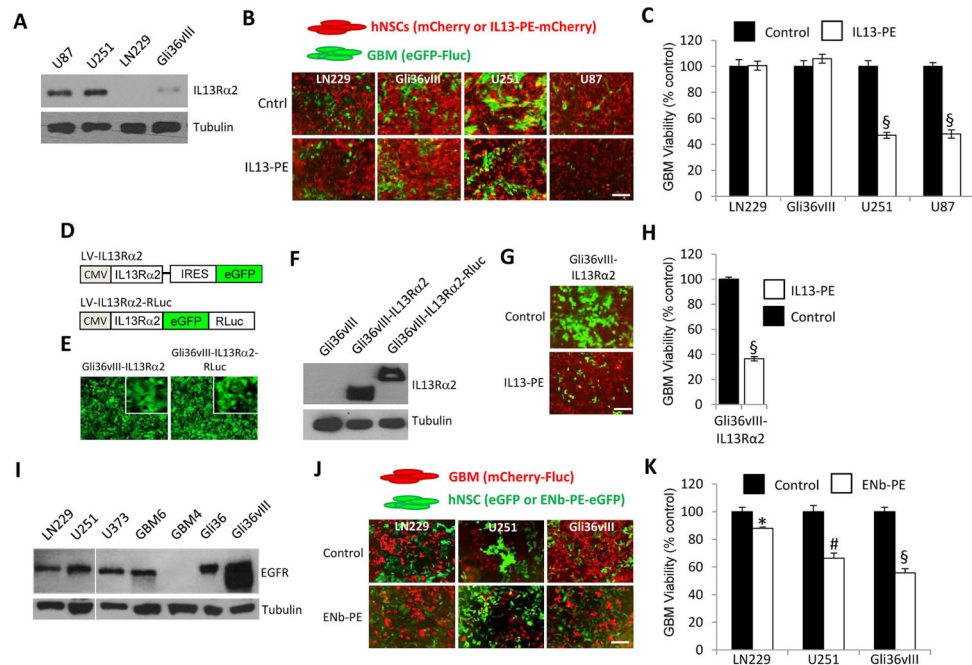 A
U87 U251 LN229 Gli36vIII
IL13Rα2
Tubulin
B
hNSCs (mCherry or IL13-PE-mCherry)
GBM (eGFP-Fluc)
LN229 Gli36vIII U251 U87
Cntrl
IL13-PE
C
Control IL13-PE
GBM Viability (% control)
120
100
80
60
40
20
0
§ §
LN229 Gli36vIII U251 U87
D
LV-IL13Rα2
CMV IL13Rα2 IRES eGFP
LV-IL13Rα2-RLuc
CMV IL13Rα2 eGFP RLuc
E
Gli36vIII-IL13Rα2
Gli36vIII-IL13Rα2-
RLuc
F
Gli36vIII Gli36vIII-IL13Rα2 Gli36vIII-IL13Rα2-Rluc
IL13Rα2
Tubulin
G
Gli36vIII-
IL13Rα2
Control
IL13-PE
H
GBM Viability (% control)
120
100
80
60
40
20
0
IL13-PE
Control
§
Gli36vIII-
IL13Rα2
I
LN229 U251 U373 GBM6 GBM4 Gli36 Gli36vIII
EGFR
Tubulin
J
GBM (mCherry-Fluc)
hNSC (eGFP or ENb-PE-eGFP)
LN229 U251 Gli36vIII
Control
ENb-PE
K
Control ENb-PE
GBM Viability (% control)
120
100
80
60
40
20
0
* # §
LN229 U251 Gli36vIII